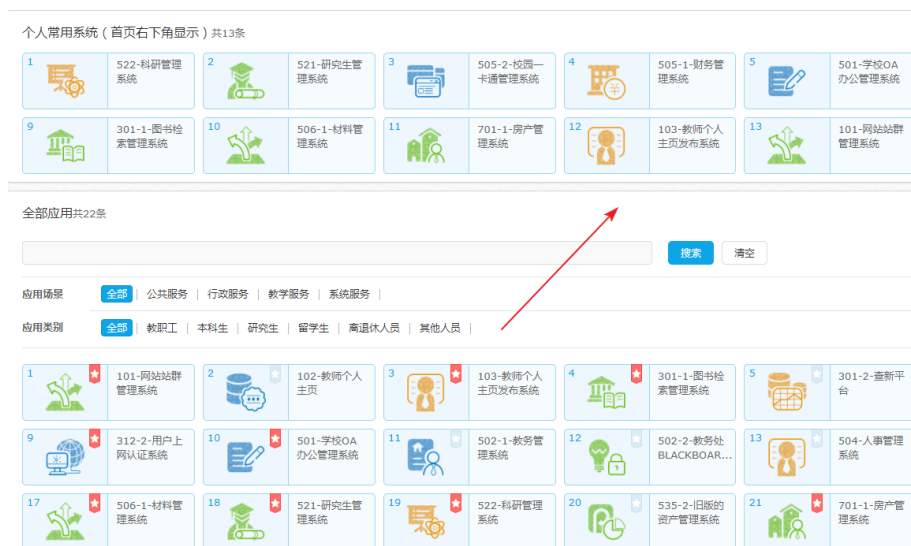 个人常用系统（首页右下角显示）共13条
1 522-科研管理 2 521-研究生管 3 505-2-校园一 4 505-1-财务管 5 501-学校OA
系统 理系统 卡通管理系统 理系统 办公管理系统
9 301-1-图书检 10 506-1-材料管 11 701-1-房产管 12 103-教师个人 13 101-网站站群
索管理系统 理系统 理系统 主页发布系统 管理系统
全部应用共22条
搜索 清空
应用场景 全部 | 公共服务 | 行政服务 | 教学服务 | 系统服务 |
应用类别 全部 | 教职工 | 本科生 | 研究生 | 留学生 | 离退休人员 | 其他人员 |
1 101-网站站群 2 102-教师个人 3 103-教师个人 4 301-1-图书检 5 301-2-查新平
管理系统 主页 主页发布系统 索管理系统 台
9 312-2-用户上 10 501-学校OA 11 502-1-教务管 12 502-2-教务处 13 504-人事管理
网认证系统 办公管理系统 理系统 BLACKBOAR... 系统
17 506-1-材料管 18 521-研究生管 19 522-科研管理 20 535-2-旧版的 21 701-1-房产管
理系统 理系统 系统 资产管理系统 理系统